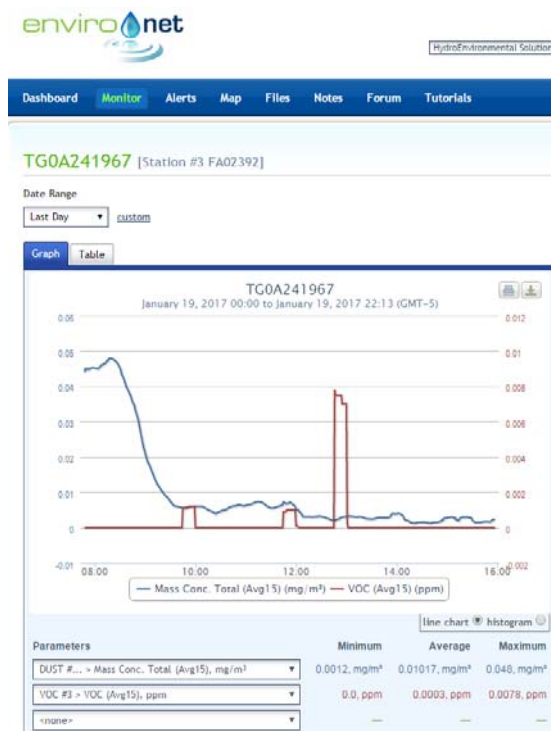 enviro net
HydroEnvironmental Solution
Dashboard Monitor Alerts Map Files Notes Forum Tutorials
TG0A241967 [Station #3 FA02392]
Date Range
Last Day custom
Graph Table
TG0A241967
January 19, 2017 00:00 to January 19, 2017 22:13 (GMT-5)
0.06 0.012
0.05 0.01
0.04 0.008
0.03 0.006
0.02 0.004
0.01 0.002
0 0
-0.01 -0.002
08:00 10:00 12:00 14:00 16:00
Mass Conc. Total (Avg15) (mg/m³) VOC (Avg15) (ppm)
line chart histogram
Parameters Minimum Average Maximum
DUST #... > Mass Conc. Total (Avg15), mg/m³ 0.0012, mg/m³ 0.01017, mg/m³ 0.048, mg/m³
VOC #3 > VOC (Avg15), ppm 0.0, ppm 0.0003, ppm 0.0078, ppm
<none> — — —